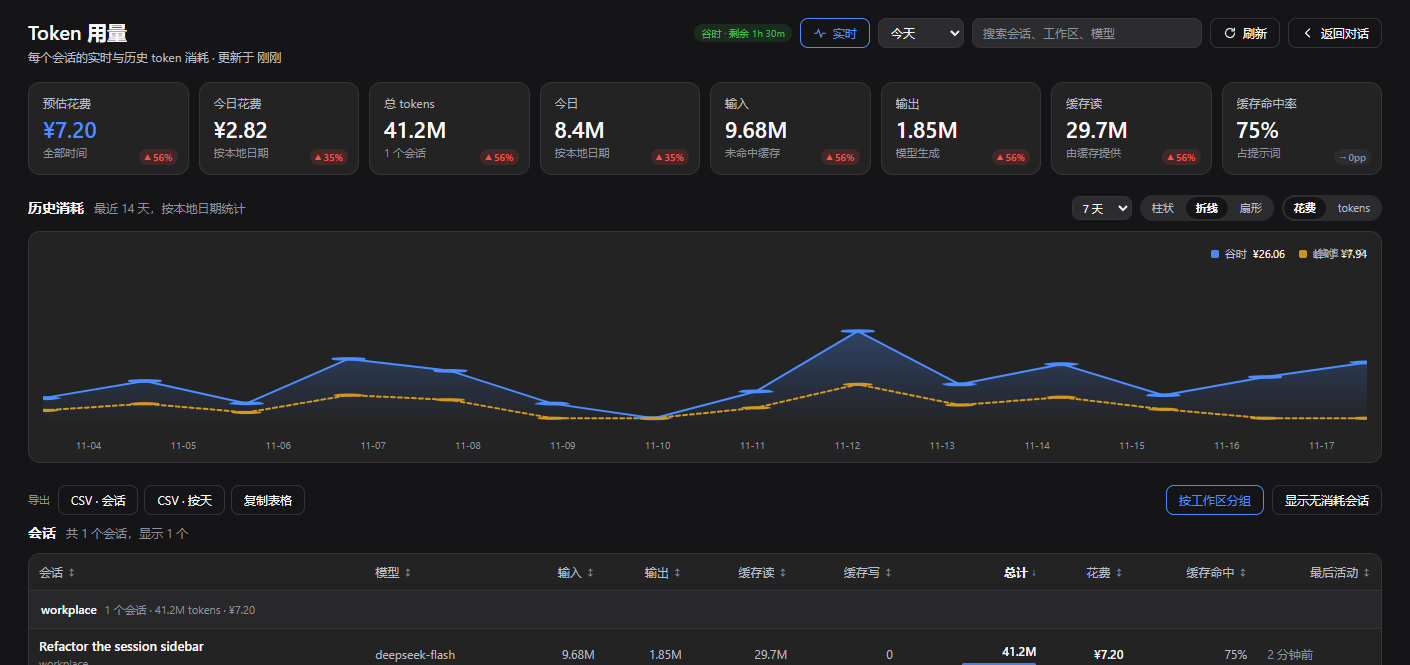 Token 用量
谷时 · 剩余 1h 30m
实时
今天
搜索会话、工作区、模型
刷新
返回对话
每个会话的实时与历史 token 消耗 · 更新于 刚刚
预估花费
¥7.20
全部时间
▲ 56%
今日花费
¥2.82
按本地日期
▲ 35%
总 tokens
41.2M
1 个会话
▲ 56%
今日
8.4M
按本地日期
▲ 35%
输入
9.68M
未命中缓存
▲ 56%
输出
1.85M
模型生成
▲ 56%
缓存读
29.7M
由缓存提供
▲ 56%
缓存命中率
75%
占提示词
→ 0pp
历史消耗 最近 14 天，按本地日期统计
7 天
柱状 折线 扇形
花费 tokens
谷时 ¥26.06
¥7.94
11-04 11-05 11-06 11-07 11-08 11-09 11-10 11-11 11-12 11-13 11-14 11-15 11-16 11-17
导出 CSV · 会话 CSV · 按天 复制表格
按工作区分组 显示无消耗会话
会话 共 1 个会话，显示 1 个
会话 ↕ 模型 ↕ 输入 ↕ 输出 ↕ 缓存读 ↕ 缓存写 ↕ 总计 ↓ 花费 ↕ 缓存命中 ↕ 最后活动 ↕
workplace 1 个会话 · 41.2M tokens · ¥7.20
Refactor the session sidebar
workplace
deepseek-flash 9.68M 1.85M 29.7M 0 41.2M ¥7.20 75% 2 分钟前